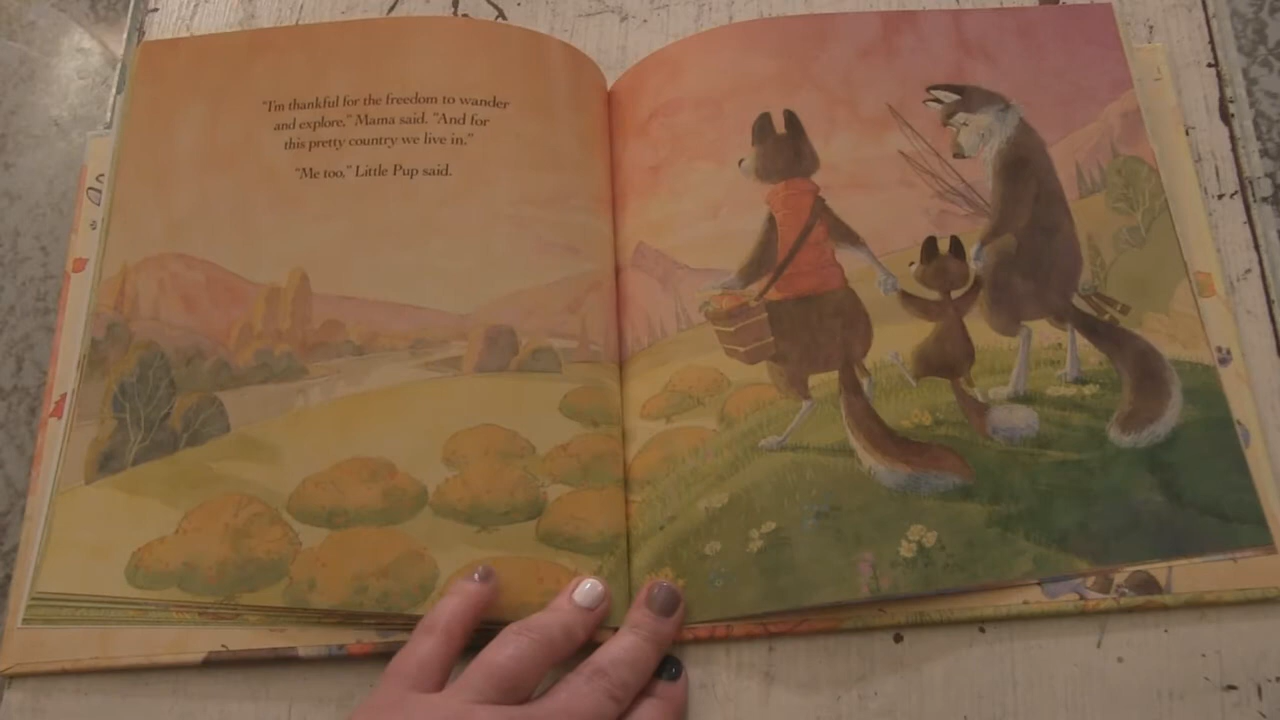 "I'm thankful for the freedom to wander
and explore," Mama said. "And for
this pretty country we live in."
"Me too," Little Pup said.